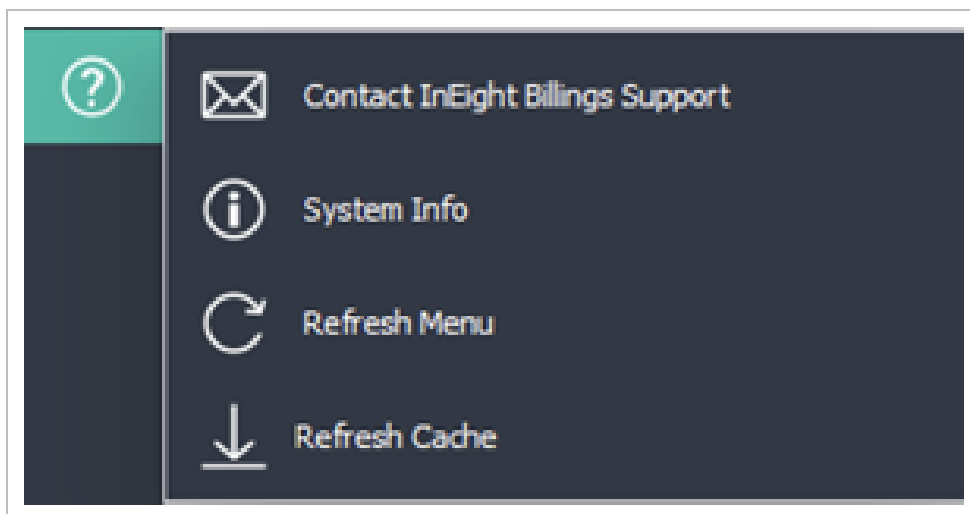 Contact InEight Billings Support
System Info
Refresh Menu
Refresh Cache